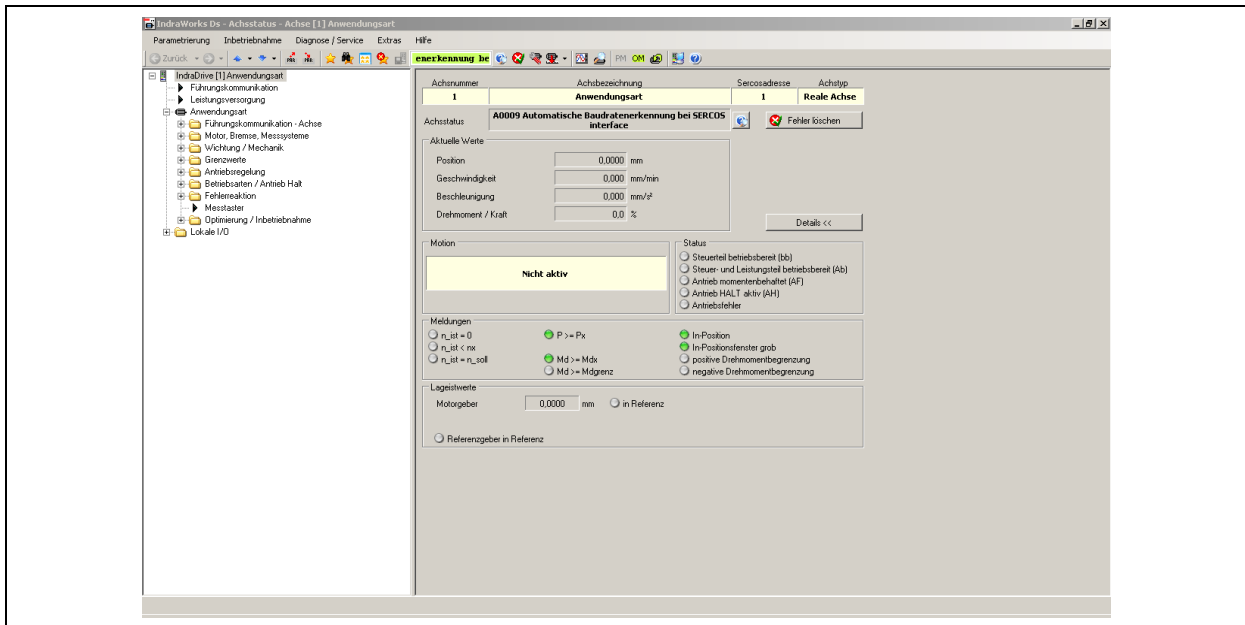 IndraWorks Ds - Achsstatus - Achse [1] Anwendungsart
Parametrierung Inbetriebnahme Diagnose / Service Extras Hilfe
Zurück
enerkennung be
PM OM
IndraDrive [1] Anwendungsart
Führungskommunikation
Leistungsversorgung
Anwendungsart
Führungskommunikation - Achse
Motor, Bremse, Messsysteme
Wichtung / Mechanik
Grenzwerte
Antriebsregelung
Betriebsarten / Antrieb Halt
Fehlerreaktion
Messtaster
Optimierung / Inbetriebnahme
Lokale I/O
Achsnummer Achsbezeichnung Sercosadresse Achstyp
1 Anwendungsart 1 Reale Achse
Achsstatus A0009 Automatische Baudratenerkennung bei SERCOS
interface
Fehler löschen
Aktuelle Werte
Position 0,0000 mm
Geschwindigkeit 0,000 mm/min
Beschleunigung 0,000 mm/s²
Drehmoment / Kraft 0,0 %
Details <<
Motion
Nicht aktiv
Status
Steuerteil betriebsbereit (bb)
Steuer- und Leistungsteil betriebsbereit (Ab)
Antrieb momentenbehaftet (AF)
Antrieb HALT aktiv (AH)
Antriebsfehler
Meldungen
n_ist = 0 P >= Px In-Position
n_ist < nx In-Positionsfenster grob
n_ist = n_soll Md >= Mdx positive Drehmomentbegrenzung
Md >= Mdgrenz negative Drehmomentbegrenzung
Lageistwerte
Motorgeber 0,0000 mm in Referenz
Referenzgeber in Referenz